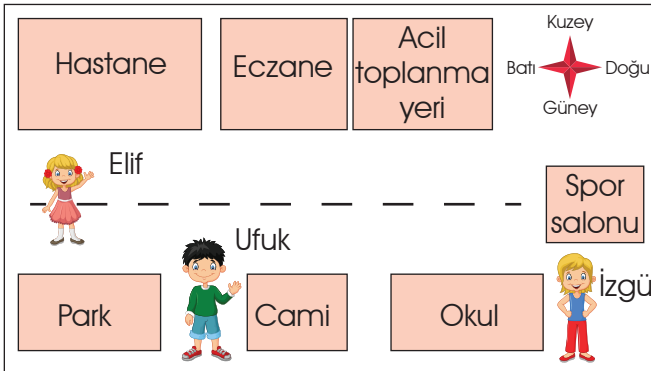 Hastane
Eczane
Acil
toplanma
yeri
Kuzey
Batı
Doğu
Güney
Elif
Spor
salonu
Ufuk
İzgü
Park
Cami
Okul